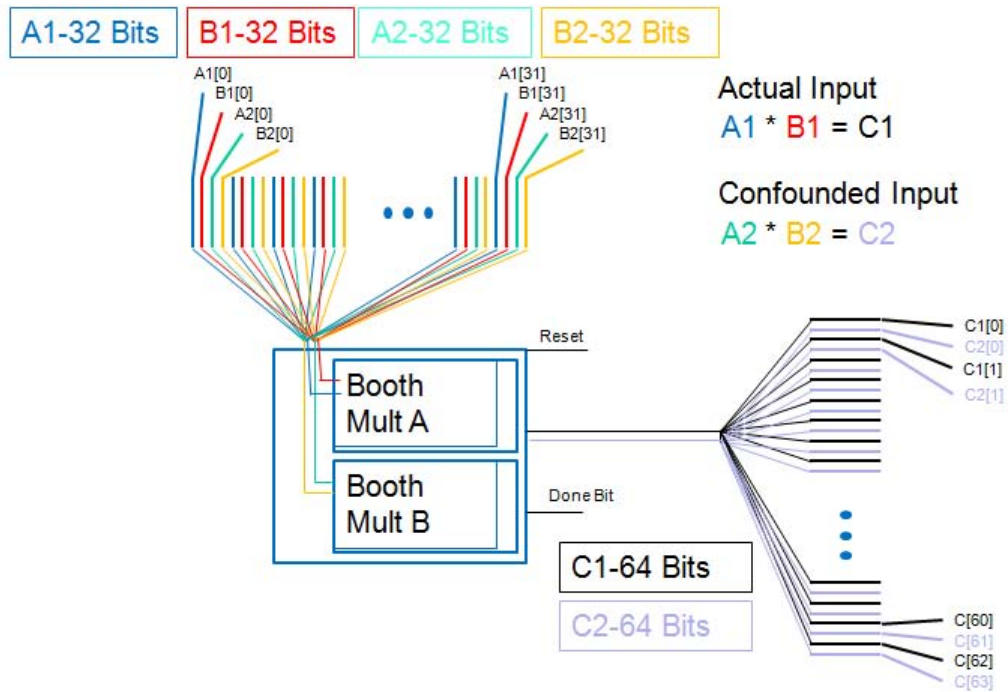 A1-32 Bits
B1-32 Bits
A2-32 Bits
B2-32 Bits
A1[0]
B1[0]
A2[0]
B2[0]
A1[31]
B1[31]
A2[31]
B2[31]
Actual Input
A1 * B1 = C1
Confounded Input
A2 * B2 = C2
Reset
Booth
Mult A
Booth
Mult B
Done Bit
C1[0]
C2[0]
C1[1]
C2[1]
C1-64 Bits
C2-64 Bits
C[60]
C[61]
C[62]
C[63]